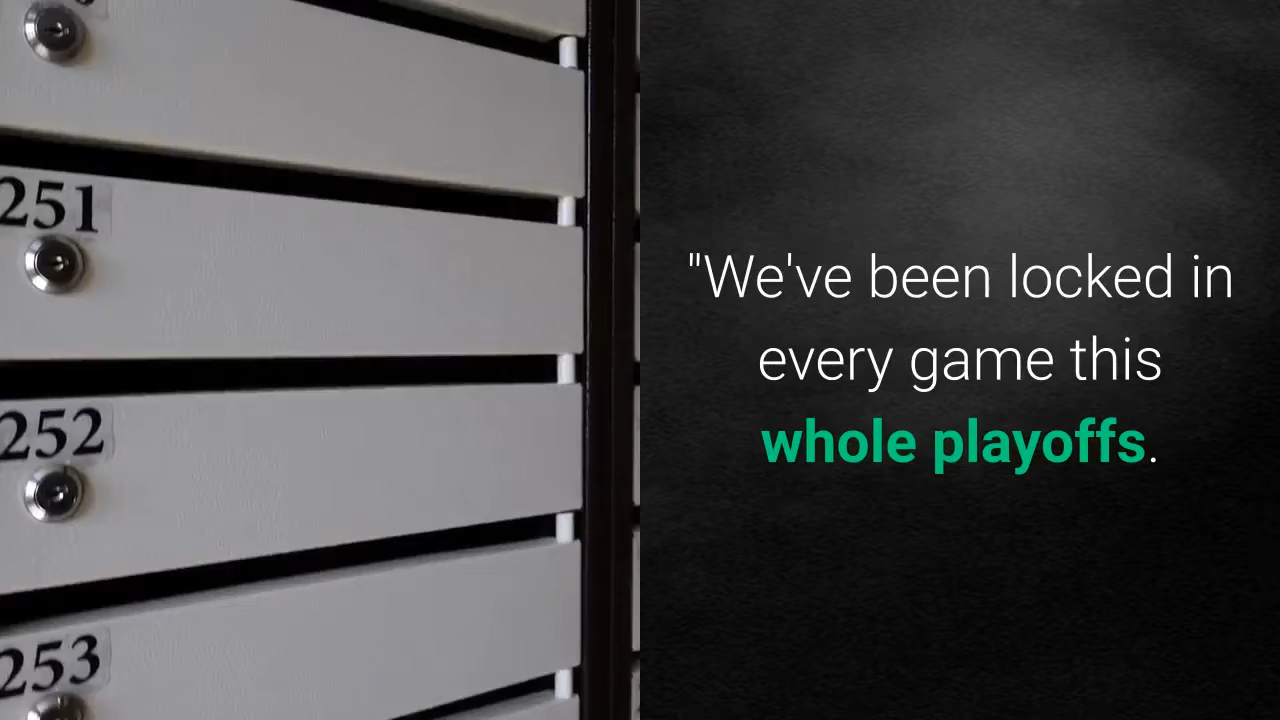 251
252
253
"We've been locked in
every game this
whole playoffs.